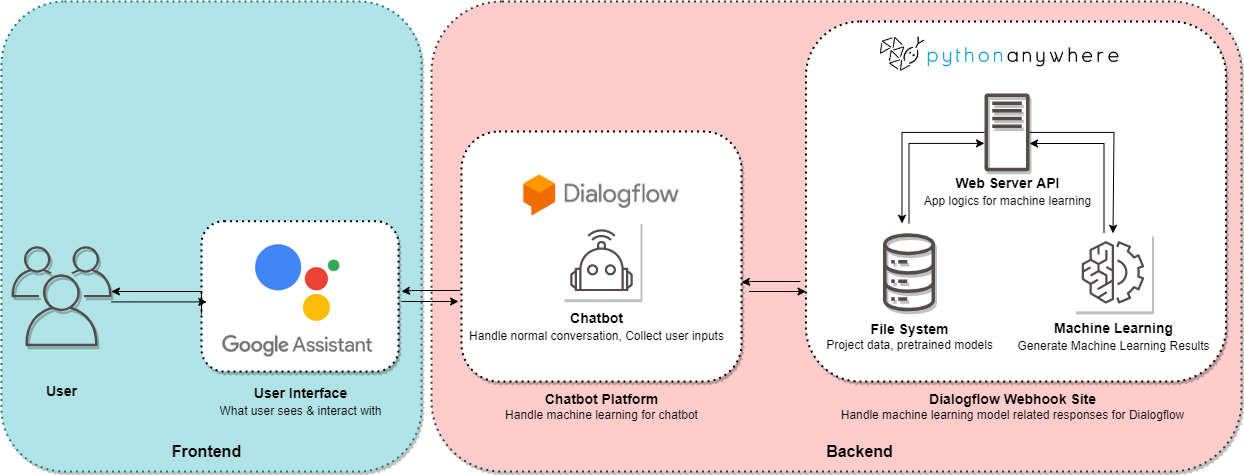 pythonanywhere
Web Server API
App logics for machine learning
Dialogflow
Chatbot
Handle normal conversation, Collect user inputs
File System
Project data, pretrained models
Machine Learning
Generate Machine Learning Results
Google Assistant
User
User Interface
What user sees & interact with
Chatbot Platform
Handle machine learning for chatbot
Dialogflow Webhook Site
Handle machine learning model related responses for Dialogflow
Frontend
Backend